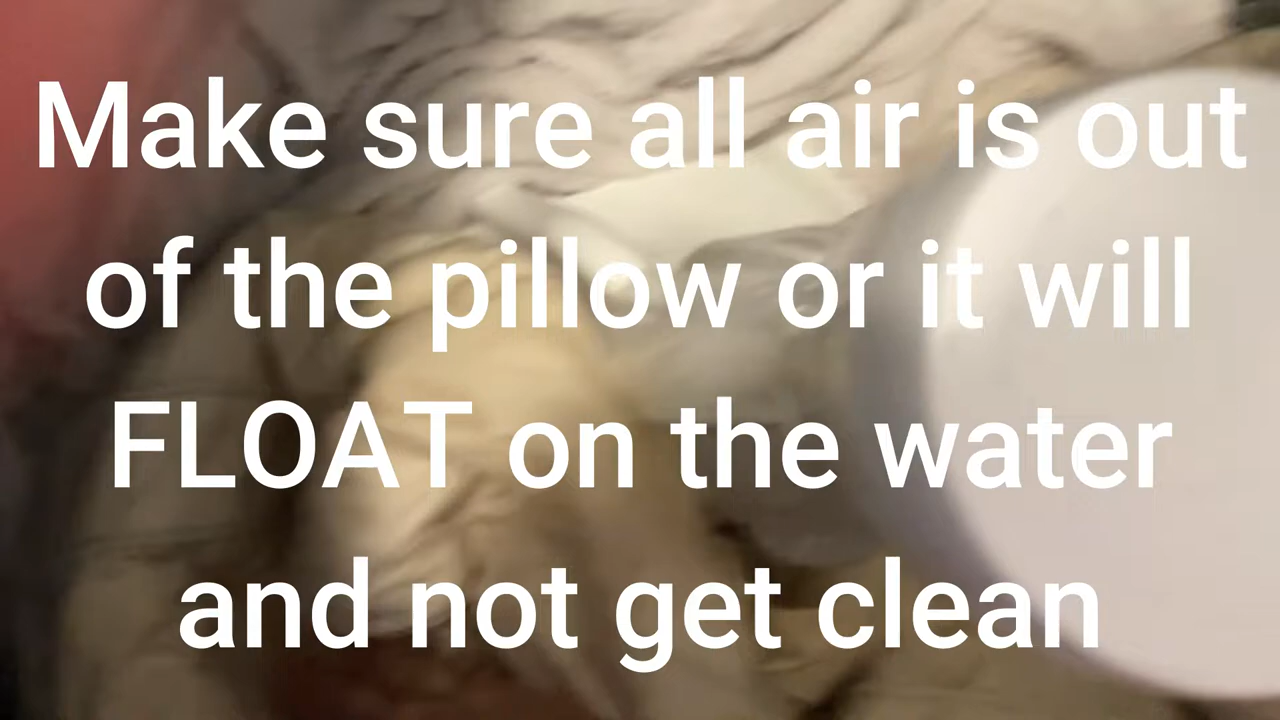 Make sure all air is out
of the pillow or it will
FLOAT on the water
and not get clean